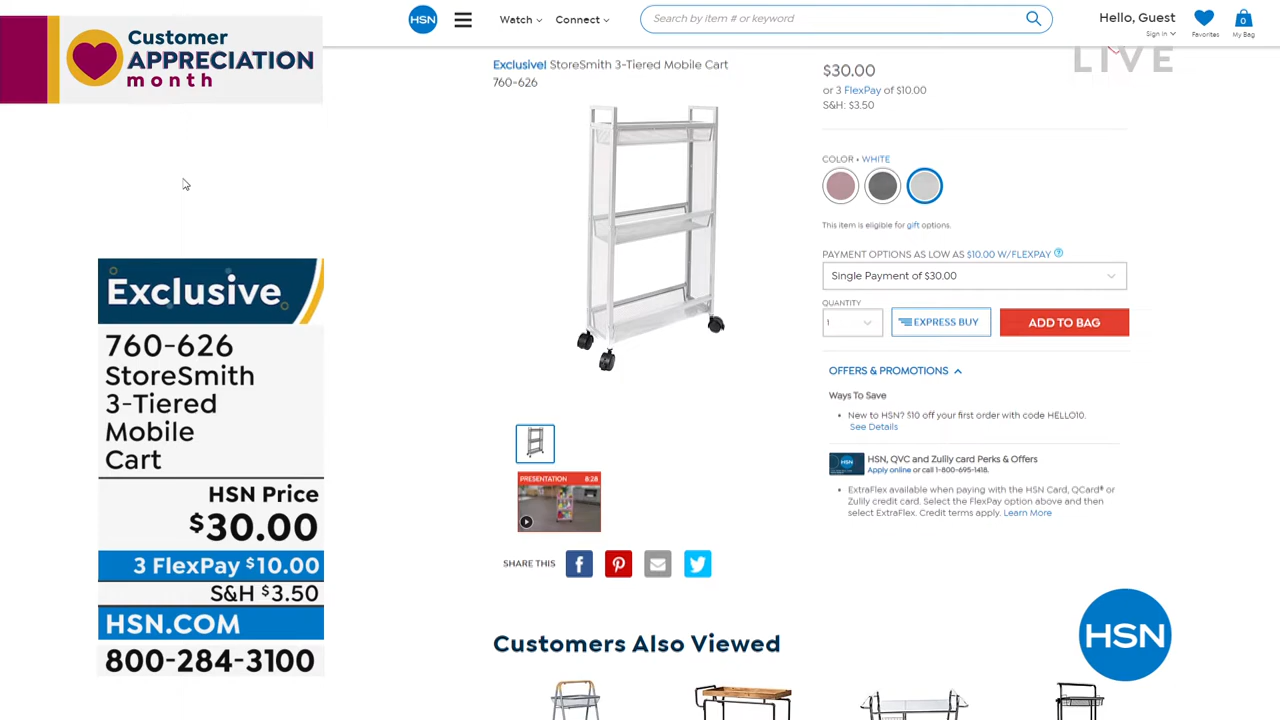 Customer
APPRECIATION
month
Exclusive
760-626
StoreSmith
3-Tiered
Mobile
Cart
HSN Price
$30.00
3 FlexPay $10.00
S&H $3.50
HSN.COM
800-284-3100
HSN
Watch
Connect
Search by item # or keyword
Hello, Guest
Sign in
Favorites
0
My Bag
LIVE
Exclusive! StoreSmith 3-Tiered Mobile Cart
760-626
PRESENTATION 8:28
SHARE THIS
$30.00
or 3 FlexPay of $10.00
S&H: $3.50
COLOR • WHITE
This item is eligible for gift options.
PAYMENT OPTIONS AS LOW AS $10.00 W/FLEXPAY ?
Single Payment of $30.00
QUANTITY
1
EXPRESS BUY
ADD TO BAG
OFFERS & PROMOTIONS
Ways To Save
• New to HSN? $10 off your first order with code HELLO10.
See Details
HSN
HSN, QVC and Zulily card Perks & Offers
Apply online or call 1-800-695-1418.
• ExtraFlex available when paying with the HSN Card, QCard® or
Zulily credit card. Select the FlexPay option above and then
select ExtraFlex. Credit terms apply. Learn More
Customers Also Viewed
HSN